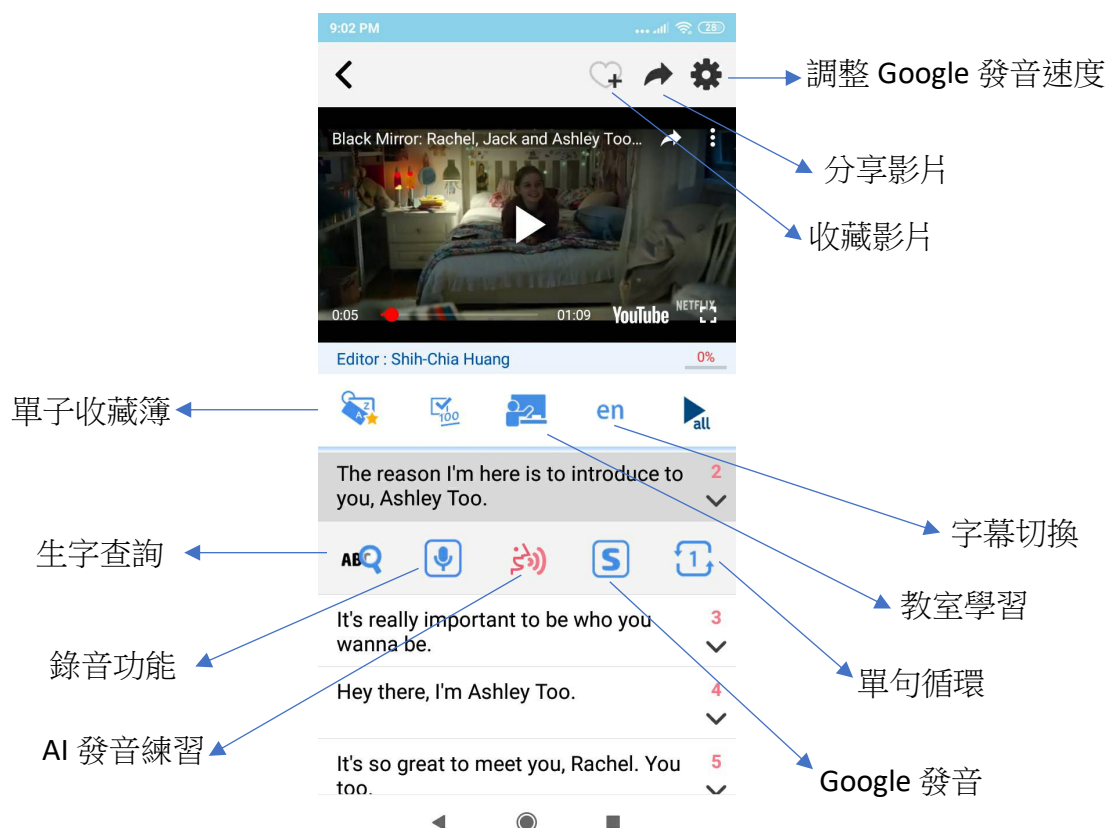 9:02 PM
28
調整 Google 發音速度
Black Mirror: Rachel, Jack and Ashley Too...
分享影片
收藏影片
0:05
01:09
YouTube
NETFLIX
Editor : Shih-Chia Huang
0%
單子收藏簿
A
Z
100
en
all
The reason I'm here is to introduce to
2
you, Ashley Too.
字幕切換
生字查詢
ABC
S
1
教室學習
It's really important to be who you
3
wanna be.
錄音功能
單句循環
Hey there, I'm Ashley Too.
4
AI 發音練習
It's so great to meet you, Rachel. You
5
too.
Google 發音